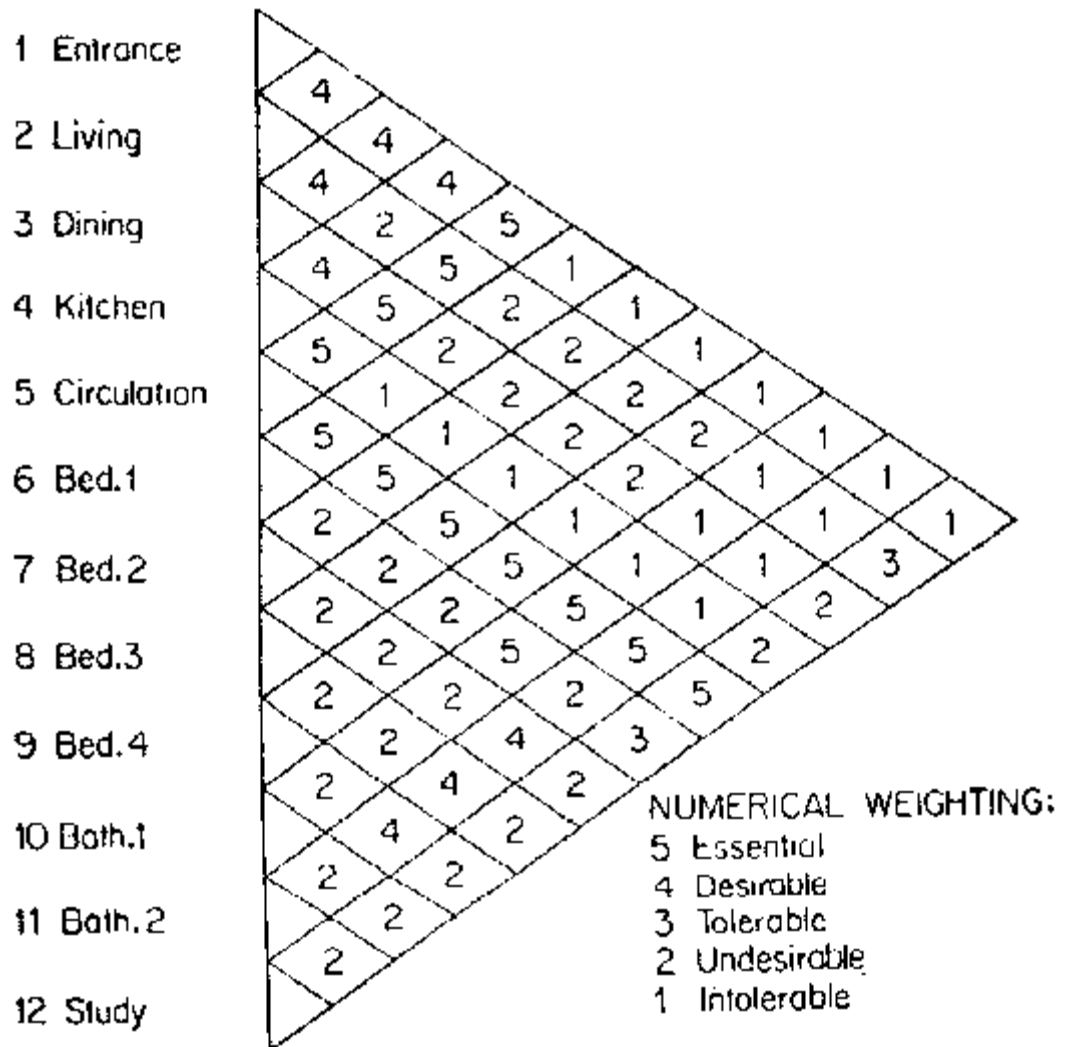 1 Entrance
4
2 Living 4
4 4
3 Dining 2 5
4 5 1
4 Kitchen 5 2 1
5 2 2 1
5 Circulation 1 2 2 1
5 1 2 2 1
6 Bed.1 5 1 2 1 1
2 5 1 1 1 1
7 Bed.2 2 5 1 1 3
2 2 5 1 2
8 Bed.3 2 5 5 2
2 2 2 5
9 Bed.4 2 4 3
2 4 2
10 Bath.1 4 2
2 2
11 Bath.2 2
2
12 Study
NUMERICAL WEIGHTING:
5 Essential
4 Desirable
3 Tolerable
2 Undesirable
1 Intolerable